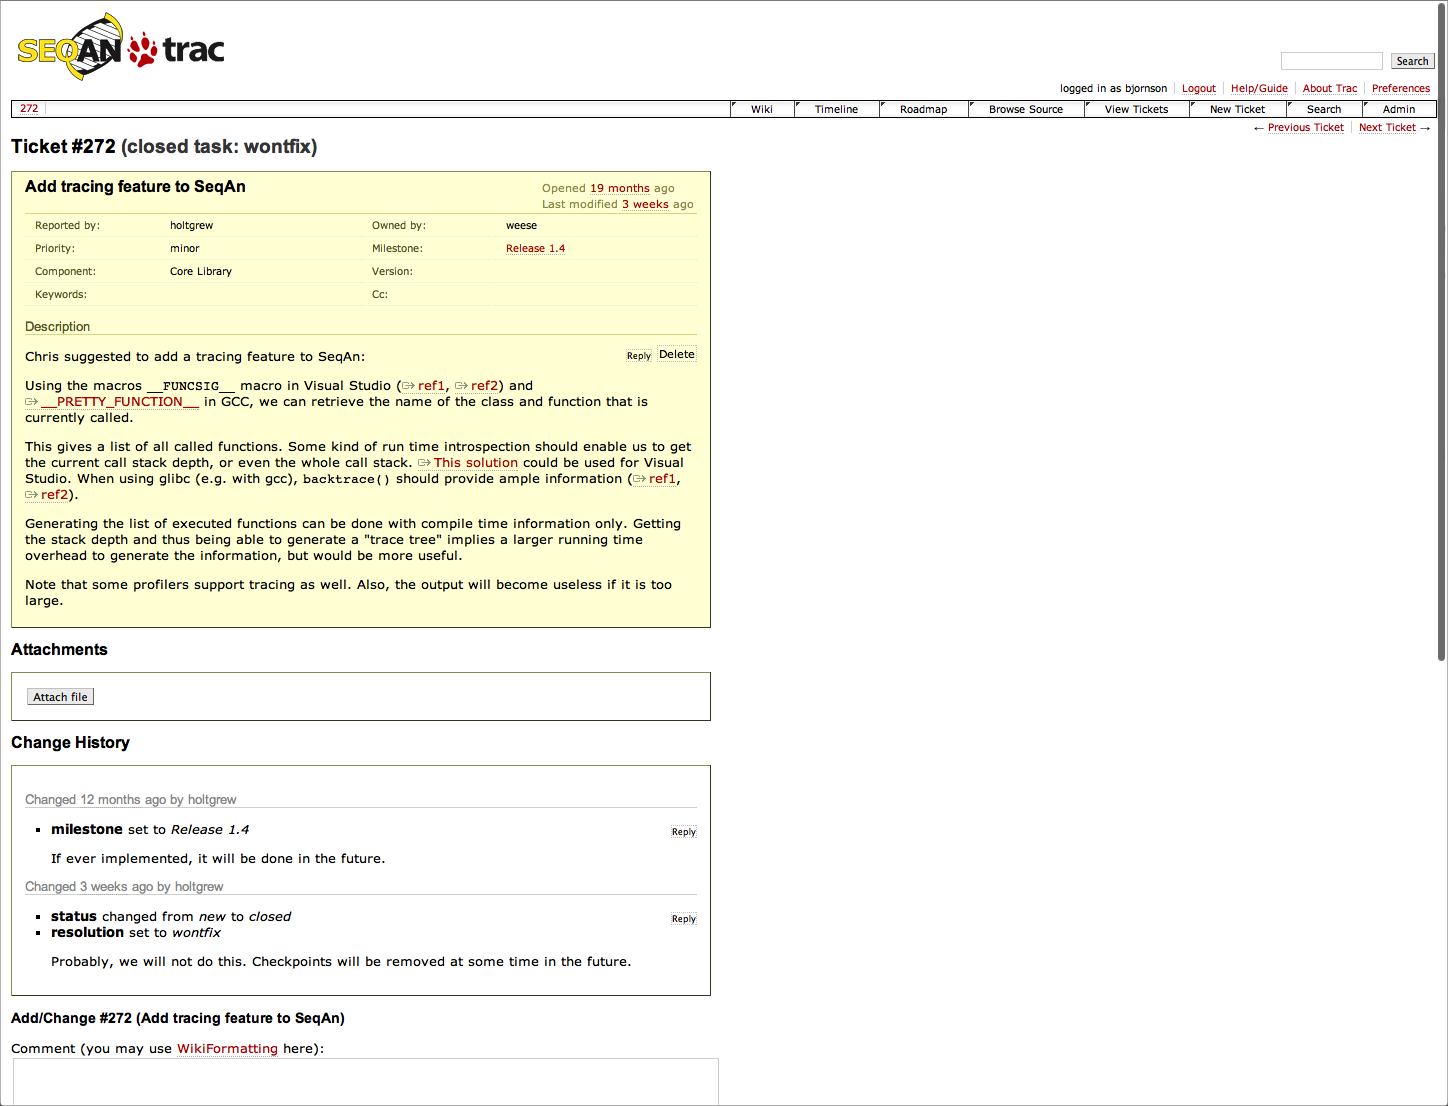 SEQAN trac
Search
logged in as bjornson Logout Help/Guide About Trac Preferences
272 Wiki Timeline Roadmap Browse Source View Tickets New Ticket Search Admin
← Previous Ticket Next Ticket →
Ticket #272 (closed task: wontfix)
Add tracing feature to SeqAn
Opened 19 months ago
Last modified 3 weeks ago
Reported by: holtgrew Owned by: weese
Priority: minor Milestone: Release 1.4
Component: Core Library Version:
Keywords: Cc:
Description
Chris suggested to add a tracing feature to SeqAn: Reply Delete
Using the macros __FUNCSIG__ macro in Visual Studio (ref1, ref2) and
__PRETTY_FUNCTION__ in GCC, we can retrieve the name of the class and function that is
currently called.
This gives a list of all called functions. Some kind of run time introspection should enable us to get
the current call stack depth, or even the whole call stack. This solution could be used for Visual
Studio. When using glibc (e.g. with gcc), backtrace() should provide ample information (ref1,
ref2).
Generating the list of executed functions can be done with compile time information only. Getting
the stack depth and thus being able to generate a "trace tree" implies a larger running time
overhead to generate the information, but would be more useful.
Note that some profilers support tracing as well. Also, the output will become useless if it is too
large.
Attachments
Attach file
Change History
Changed 12 months ago by holtgrew
▪ milestone set to Release 1.4 Reply
If ever implemented, it will be done in the future.
Changed 3 weeks ago by holtgrew
▪ status changed from new to closed Reply
▪ resolution set to wontfix
Probably, we will not do this. Checkpoints will be removed at some time in the future.
Add/Change #272 (Add tracing feature to SeqAn)
Comment (you may use WikiFormatting here):